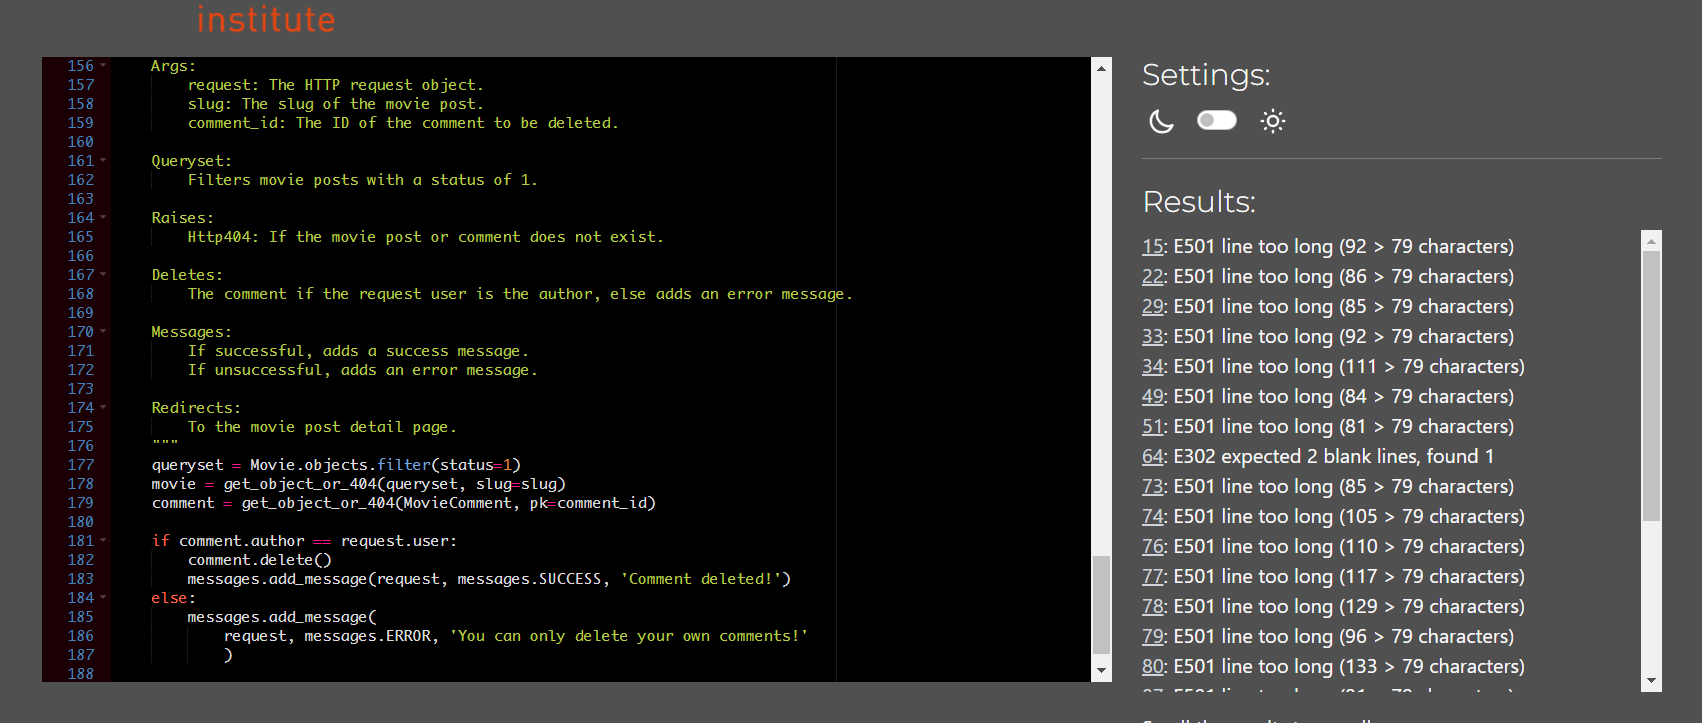 institute
156 Args:
157 request: The HTTP request object.
158 slug: The slug of the movie post.
159 comment_id: The ID of the comment to be deleted.
160
161 Queryset:
162 Filters movie posts with a status of 1.
163
164 Raises:
165 Http404: If the movie post or comment does not exist.
166
167 Deletes:
168 The comment if the request user is the author, else adds an error message.
169
170 Messages:
171 If successful, adds a success message.
172 If unsuccessful, adds an error message.
173
174 Redirects:
175 To the movie post detail page.
176 """
177 queryset = Movie.objects.filter(status=1)
178 movie = get_object_or_404(queryset, slug=slug)
179 comment = get_object_or_404(MovieComment, pk=comment_id)
180
181 if comment.author == request.user:
182 comment.delete()
183 messages.add_message(request, messages.SUCCESS, 'Comment deleted!')
184 else:
185 messages.add_message(
186 request, messages.ERROR, 'You can only delete your own comments!'
187 )
188
Settings:
Results:
15: E501 line too long (92 > 79 characters)
22: E501 line too long (86 > 79 characters)
29: E501 line too long (85 > 79 characters)
33: E501 line too long (92 > 79 characters)
34: E501 line too long (111 > 79 characters)
49: E501 line too long (84 > 79 characters)
51: E501 line too long (81 > 79 characters)
64: E302 expected 2 blank lines, found 1
73: E501 line too long (85 > 79 characters)
74: E501 line too long (105 > 79 characters)
76: E501 line too long (110 > 79 characters)
77: E501 line too long (117 > 79 characters)
78: E501 line too long (129 > 79 characters)
79: E501 line too long (96 > 79 characters)
80: E501 line too long (133 > 79 characters)